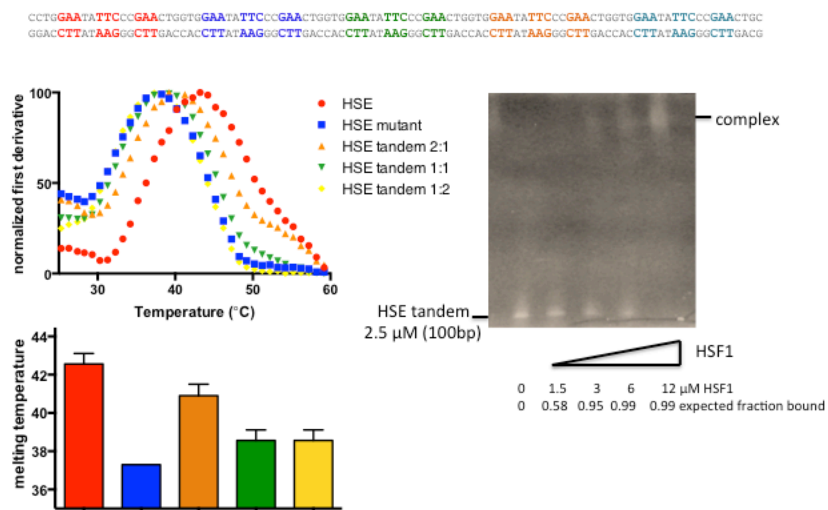 CCTGGAATATTCCCGAACTGGTGGAATATTCCCGAACTGGTGGAATATTCCCGAACTGGTGGAATATTCCCGAACTGGTGGAATATTCCCGAACTGC
GGACCTTATAAGGGCTTGACCACCTTATAAGGGCTTGACCACCTTATAAGGGCTTGACCACCTTATAAGGGCTTGACCACCTTATAAGGGCTTGACG
normalized first derivative
100
50
0
30 40 50 60
Temperature (°C)
HSE
HSE mutant
HSE tandem 2:1
HSE tandem 1:1
HSE tandem 1:2
melting temperature
44
42
40
38
36
complex
HSE tandem
2.5 µM (100bp)
HSF1
0 1.5 3 6 12 µM HSF1
0 0.58 0.95 0.99 0.99 expected fraction bound